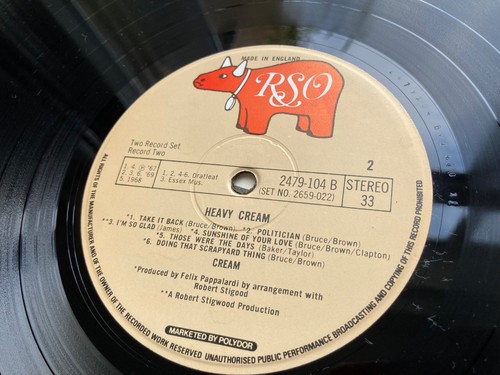 MADE IN ENGLAND
RSO
Two Record Set
Record Two
2
1. 4. ℗ '67
2. 3. 6. '69
5. 1968
1. 2. 4-6. Dratleaf
3. Essex Mus.
2479-104 B
(SET NO. 2659-022)
STEREO
33
HEAVY CREAM
*1. TAKE IT BACK (Bruce/Brown) *2. POLITICIAN (Bruce/Brown)
**3. I'M SO GLAD (James) *4. SUNSHINE OF YOUR LOVE (Bruce/Brown/Clapton)
*5. THOSE WERE THE DAYS (Baker/Taylor)
*6. DOING THAT SCRAPYARD THING (Bruce/Brown)
CREAM
*Produced by Felix Pappalardi by arrangement with
Robert Stigood
**A Robert Stigwood Production
MARKETED BY POLYDOR
ALL RIGHTS OF THE MANUFACTURER AND OF THE OWNER OF THE RECORDED WORK RESERVED UNAUTHORISED PUBLIC PERFORMANCE BROADCASTING AND COPYING OF THIS RECORD PROHIBITED